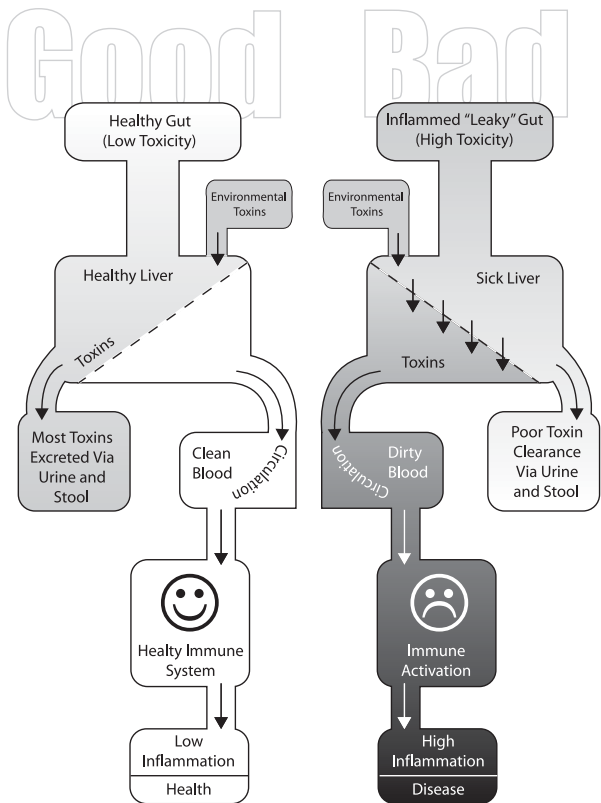 Good
Bad
Healthy Gut
(Low Toxicity)
Environmental
Toxins
Healthy Liver
Toxins
Most Toxins
Excreted Via
Urine and
Stool
Clean
Blood
Circulation
Healty Immune
System
Low
Inflammation
Health
Inflammed "Leaky" Gut
(High Toxicity)
Environmental
Toxins
Sick Liver
Toxins
Circulation
Dirty
Blood
Poor Toxin
Clearance
Via Urine
and Stool
Immune
Activation
High
Inflammation
Disease